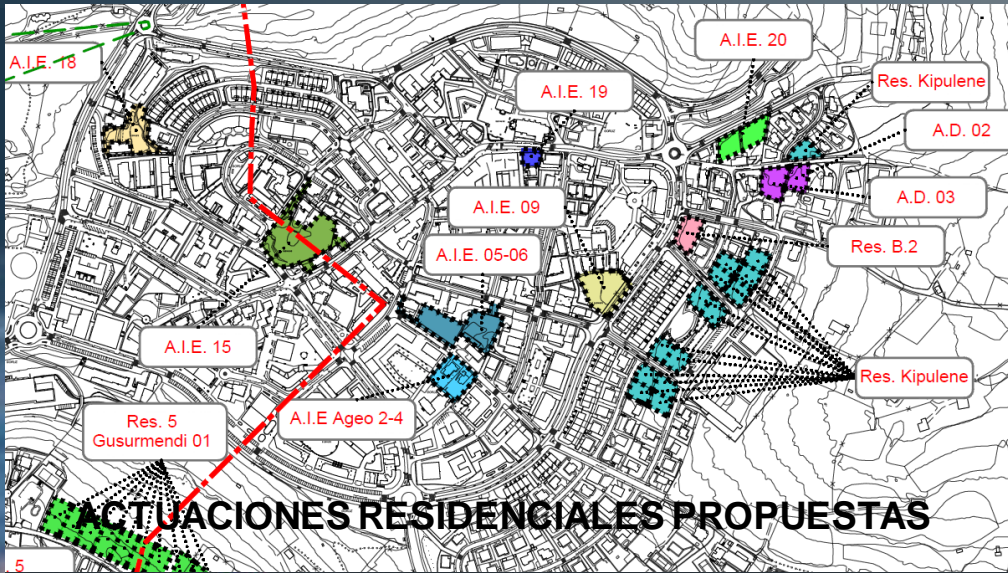 A.I.E. 20
A.I.E. 18
Res. Kipulene
A.I.E. 19
A.D. 02
A.D. 03
A.I.E. 09
Res. B.2
A.I.E. 05-06
A.I.E. 15
Res. Kipulene
A.I.E Ageo 2-4
Res. 5
Gusurmendi 01
ACTUACIONES RESIDENCIALES PROPUESTAS
5